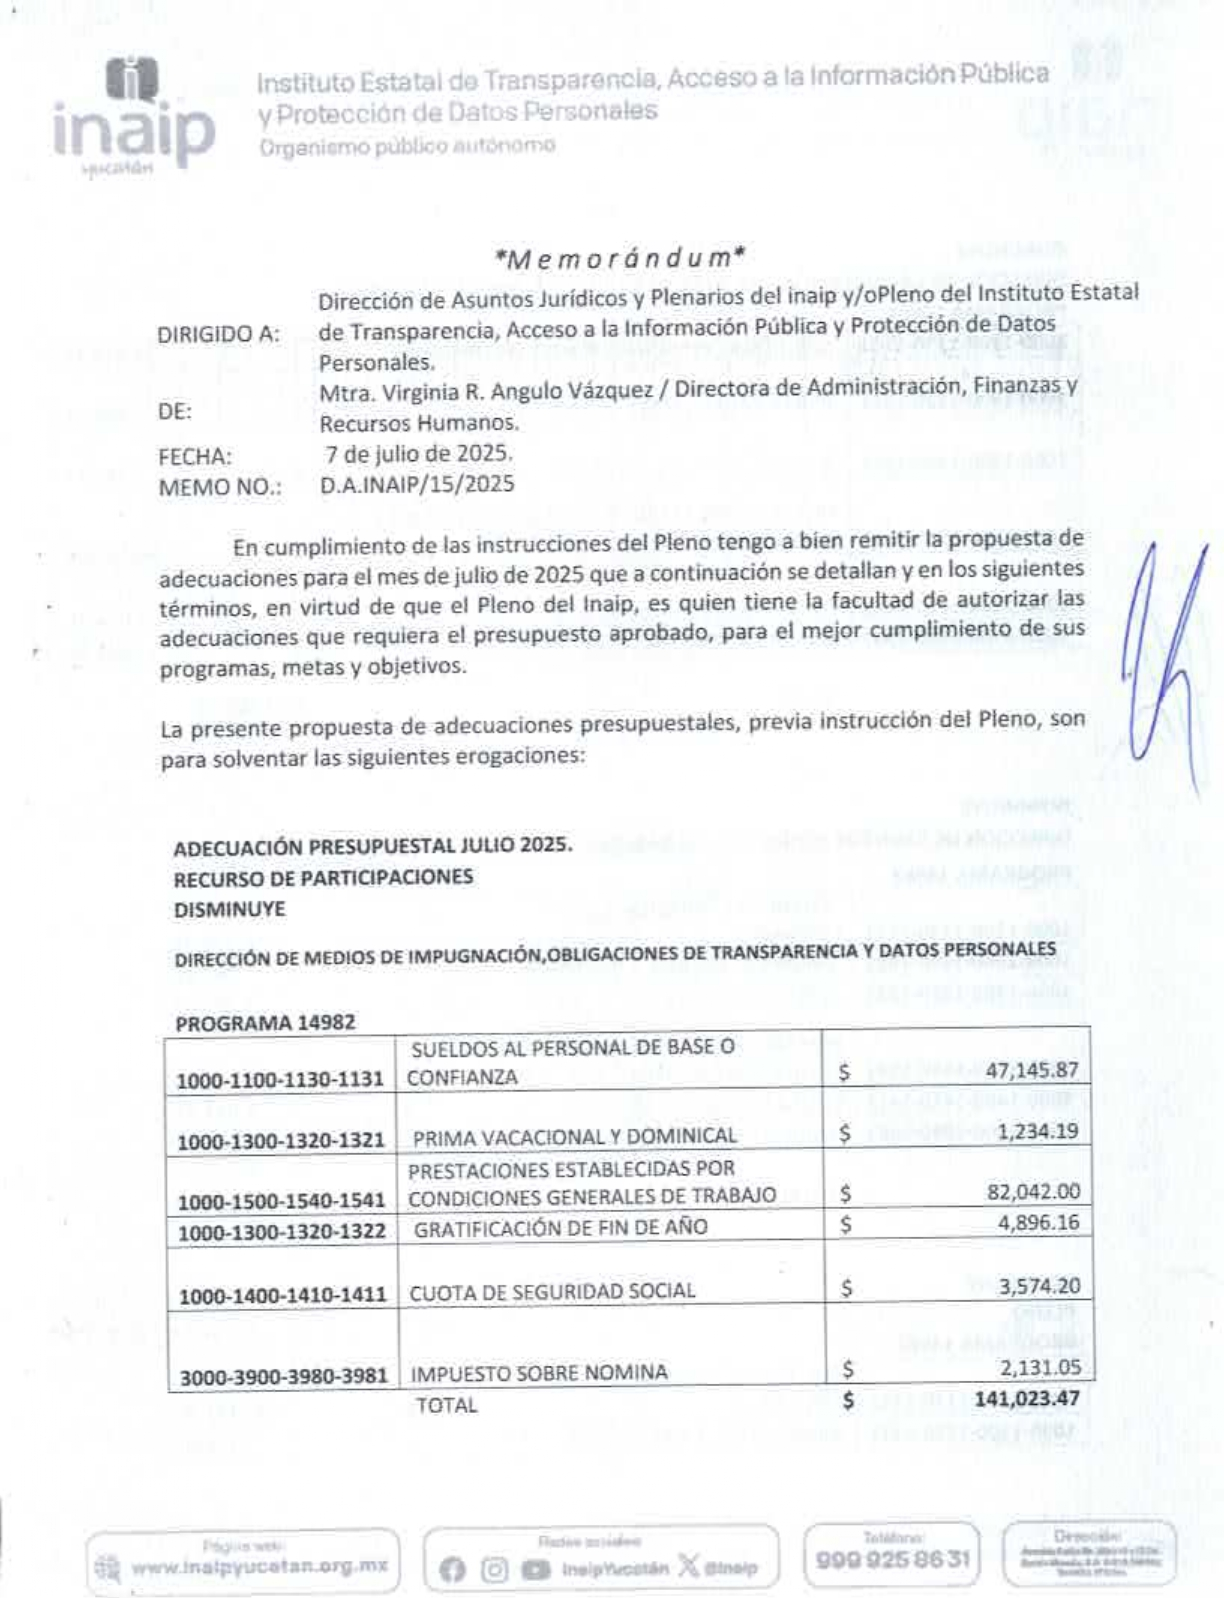 inaip
yucatán
Instituto Estatal de Transparencia, Acceso a la Información Pública
y Protección de Datos Personales
Organismo público autónomo
*Memorándum*
DIRIGIDO A: Dirección de Asuntos Jurídicos y Plenarios del inaip y/oPleno del Instituto Estatal
de Transparencia, Acceso a la Información Pública y Protección de Datos
Personales.
DE: Mtra. Virginia R. Angulo Vázquez / Directora de Administración, Finanzas y
Recursos Humanos.
FECHA: 7 de julio de 2025.
MEMO NO.: D.A.INAIP/15/2025
En cumplimiento de las instrucciones del Pleno tengo a bien remitir la propuesta de
adecuaciones para el mes de julio de 2025 que a continuación se detallan y en los siguientes
términos, en virtud de que el Pleno del Inaip, es quien tiene la facultad de autorizar las
adecuaciones que requiera el presupuesto aprobado, para el mejor cumplimiento de sus
programas, metas y objetivos.
La presente propuesta de adecuaciones presupuestales, previa instrucción del Pleno, son
para solventar las siguientes erogaciones:
ADECUACIÓN PRESUPUESTAL JULIO 2025.
RECURSO DE PARTICIPACIONES
DISMINUYE
DIRECCIÓN DE MEDIOS DE IMPUGNACIÓN,OBLIGACIONES DE TRANSPARENCIA Y DATOS PERSONALES
PROGRAMA 14982
SUELDOS AL PERSONAL DE BASE O
1000-1100-1130-1131 CONFIANZA $ 47,145.87
1000-1300-1320-1321 PRIMA VACACIONAL Y DOMINICAL $ 1,234.19
PRESTACIONES ESTABLECIDAS POR
1000-1500-1540-1541 CONDICIONES GENERALES DE TRABAJO $ 82,042.00
1000-1300-1320-1322 GRATIFICACIÓN DE FIN DE AÑO $ 4,896.16
1000-1400-1410-1411 CUOTA DE SEGURIDAD SOCIAL $ 3,574.20
3000-3900-3980-3981 IMPUESTO SOBRE NOMINA $ 2,131.05
TOTAL $ 141,023.47
Página web:
www.inaipyucatan.org.mx
Redes sociales
InaipYucatán @inaip
Teléfono:
999 925 86 31
Dirección: